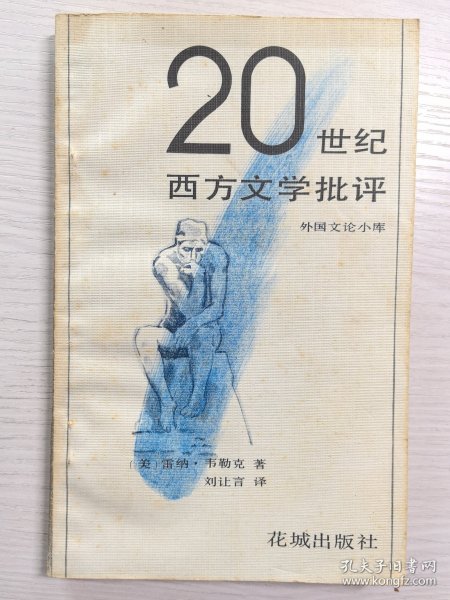 20世纪
西方文学批评
外国文论小库
〔美〕雷纳·韦勒克 著
刘让言 译
花城出版社
孔夫子旧书网
www.kongfz.com